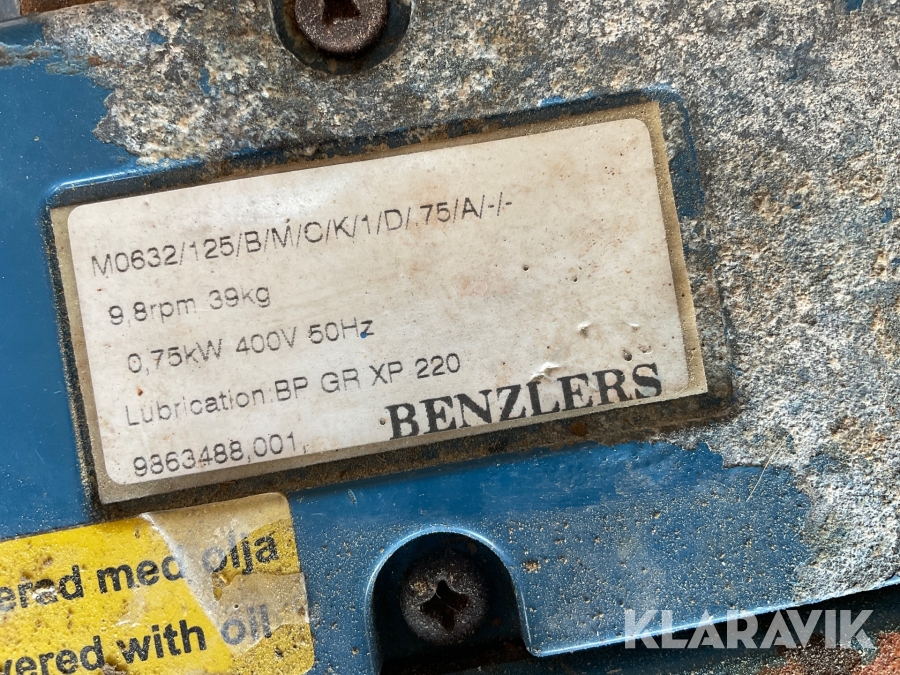 M0632/125/B/M/C/K/1/D/.75/A/-/-
9,8rpm 39kg
0,75kW 400V 50Hz
Lubrication:BP GR XP 220
BENZLERS
9863488,001,
erad med olja
vered with oil
KLARAVIK